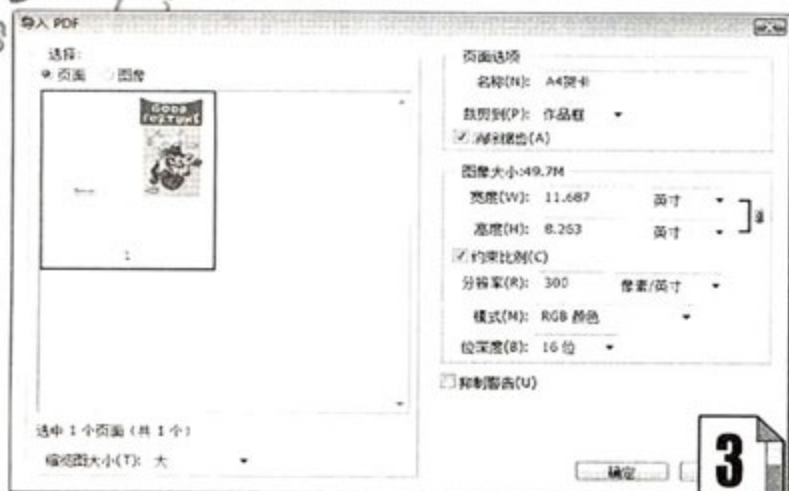 导入 PDF
选择:
页面 图像
GOOD
FORTUNE
1
选中 1 个页面 (共 1 个)
缩览图大小(T): 大
页面选项
名称(N): A4贺卡
裁剪到(P): 作品框
消除锯齿(A)
图像大小:49.7M
宽度(W): 11.687 英寸
高度(H): 8.263 英寸
约束比例(C)
分辨率(R): 300 像素/英寸
模式(M): RGB 颜色
位深度(B): 16 位
抑制警告(U)
确定
3